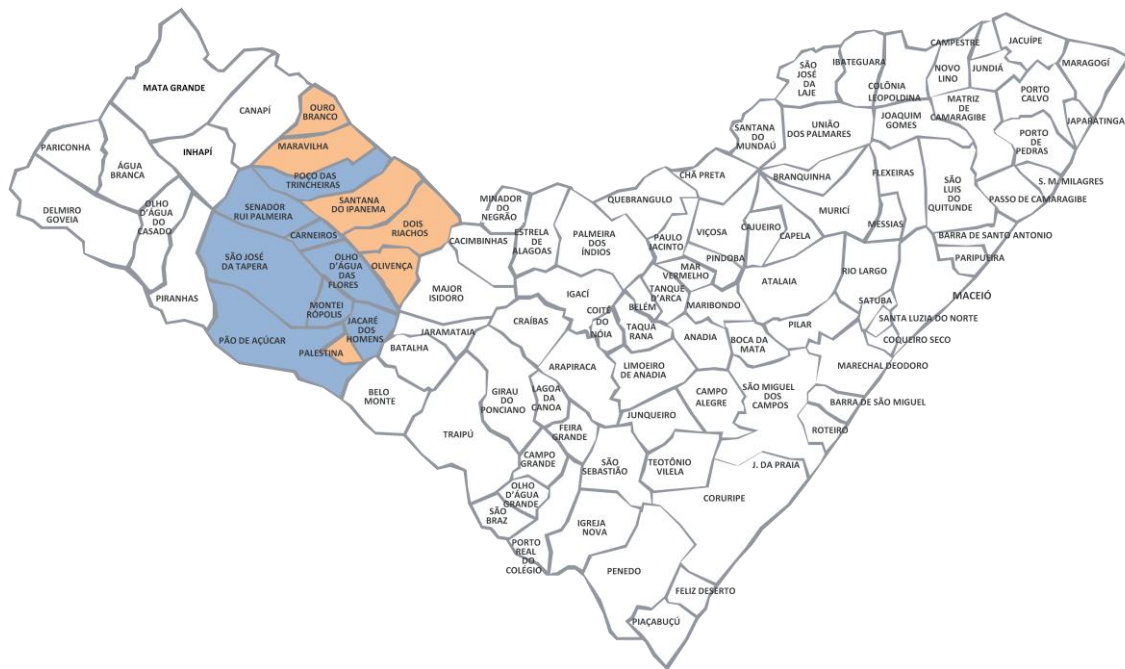 MATA GRANDE
CANAPÍ
OURO
BRANCO
MARAVILHA
PARICONHA
ÁGUA
BRANCA
INHAPÍ
POÇO DAS
TRINCHEIRAS
DELMIRO
GOVEIA
OLHO
D'ÁGUA
DO
CASADO
SENADOR
RUI PALMEIRA
SANTANA
DO IPANEMA
DOIS
RIACHOS
CARNEIROS
SÃO JOSÉ
DA TAPERA
OLHO
D'ÁGUA
DAS
FLORES
OLIVENÇA
PIRANHAS
MONTEI
RÓPOLIS
JACARÉ
DOS
HOMENS
PÃO DE AÇÚCAR
PALESTINA
MINADOR
DO
NEGRÃO
CACIMBINHAS
ESTRELA
DE
ALAGOAS
PALMEIRA
DOS
ÍNDIOS
MAJOR
ISIDORO
JARAMATAIA
BATALHA
BELO
MONTE
QUEBRANGULO
CHÃ PRETA
PAULO
JACINTO
VIÇOSA
CAJUEIRO
CAPELA
PINDOBA
MAR
VERMELHO
TANQUE
D'ARCA
MARIBONDO
IGACÍ
COITÉ
DO
NÓIA
BELÉM
TAQUA
RANA
CRAÍBAS
ARAPIRACA
LIMOEIRO
DE ANADIA
ANADIA
BOCA DA
MATA
PILAR
ATALAIA
SANTANA
DO
MUNDAÚ
SÃO
JOSÉ
DA
LAJE
IBATEGUARA
UNIÃO
DOS PALMARES
BRANQUINHA
MURICÍ
COLÔNIA
LEOPOLDINA
CAMPESTRE
NOVO
LINO
JACUÍPE
JUNDIÁ
MARAGOGÍ
JOAQUIM
GOMES
MATRIZ
DE
CAMARAGIBE
PORTO
CALVO
JAPARATINGA
PORTO
DE
PEDRAS
FLEXEIRAS
SÃO
LUIS
DO
QUITUNDE
S. M. MILAGRES
PASSO DE CAMARAGIBE
MESSIAS
BARRA DE SANTO ANTONIO
PARIPUEIRA
RIO LARGO
MACEIÓ
SATUBA
SANTA LUZIA DO NORTE
COQUEIRO SECO
MARECHAL DEODORO
SÃO MIGUEL
DOS
CAMPOS
BARRA DE SÃO MIGUEL
ROTEIRO
GIRAU
DO
PONCIANO
LAGOA
DA
CANOA
FEIRA
GRANDE
JUNQUEIRO
CAMPO
ALEGRE
TRAIPÚ
CAMPO
GRANDE
SÃO
SEBASTIÃO
TEOTÔNIO
VILELA
J. DA PRAIA
CORURIPE
OLHO
D'ÁGUA
GRANDE
SÃO
BRAZ
IGREJA
NOVA
PORTO
REAL
DO
COLÉGIO
PENEDO
FELIZ DESERTO
PIAÇABUÇÚ